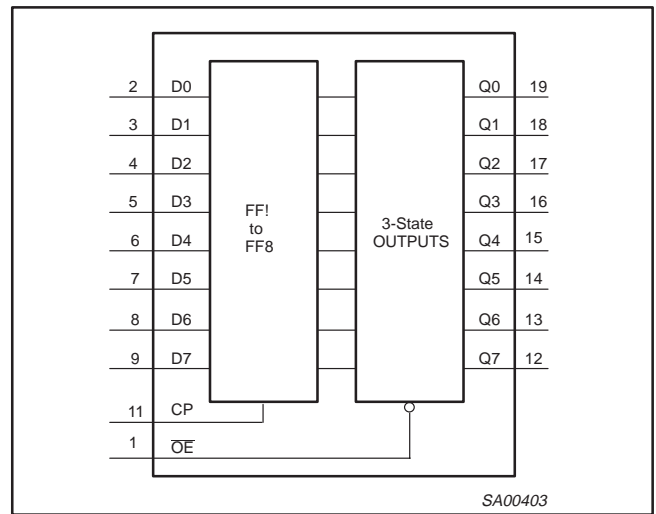 2 D0 Q0 19
3 D1 Q1 18
4 D2 Q2 17
5 D3 Q3 16
FF!
to
FF8
3-State
OUTPUTS
6 D4 Q4 15
7 D5 Q5 14
8 D6 Q6 13
9 D7 Q7 12
11 CP
1 OE
SA00403